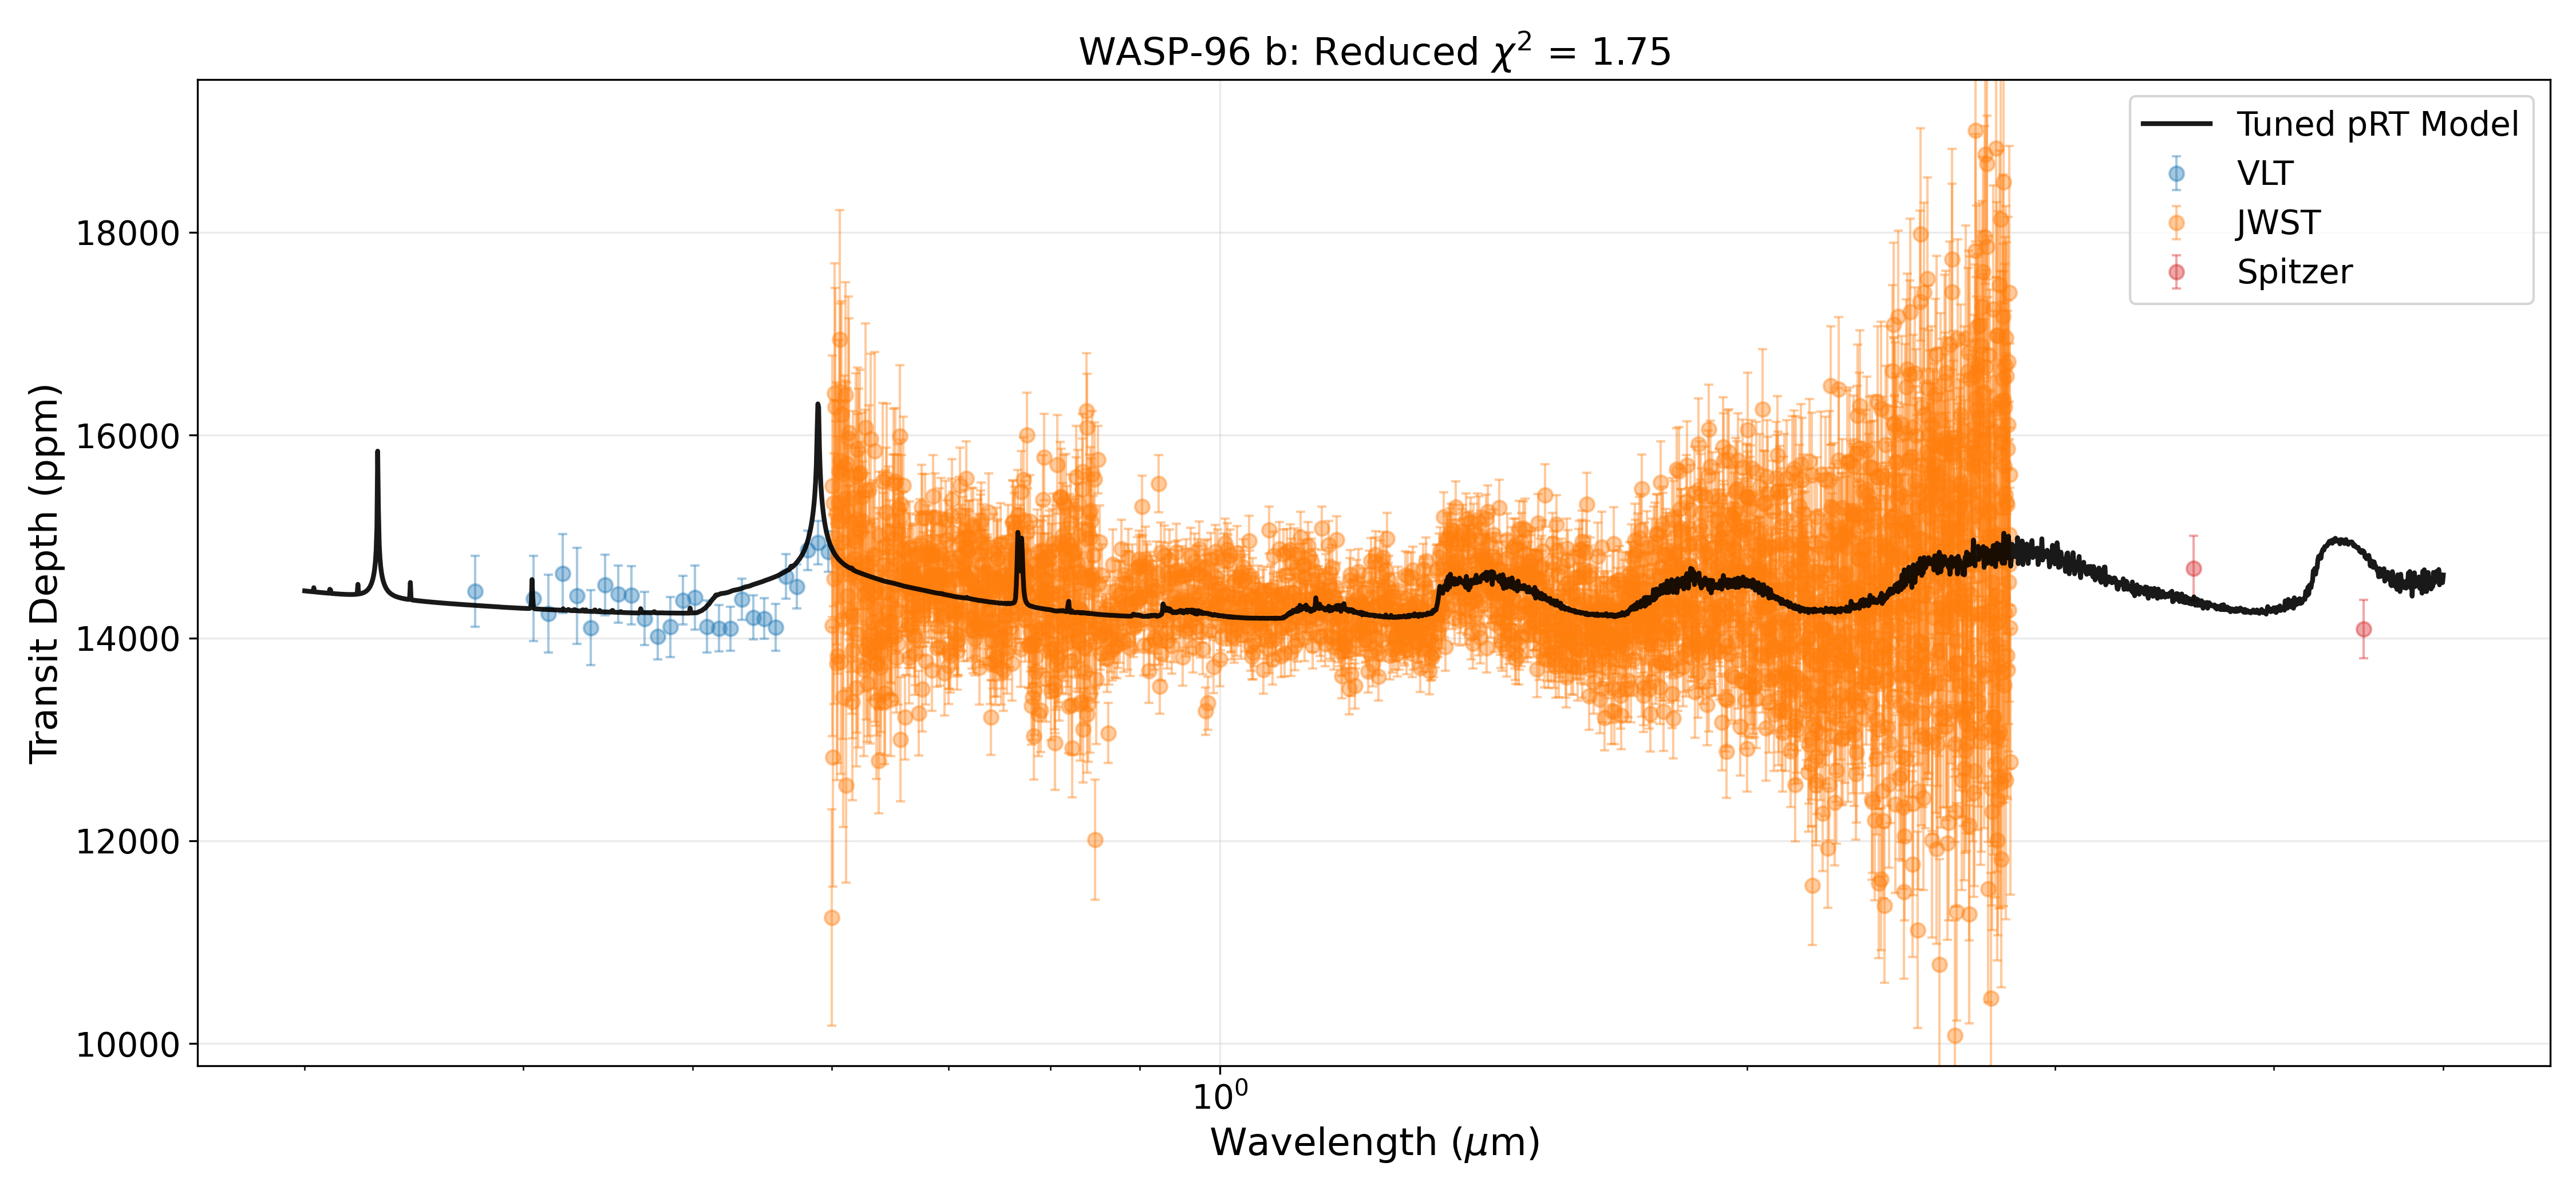 WASP-96 b: Reduced χ² = 1.75
Transit Depth (ppm)
18000
16000
14000
12000
10000
10⁰
Wavelength (μm)
Tuned pRT Model
VLT
JWST
Spitzer